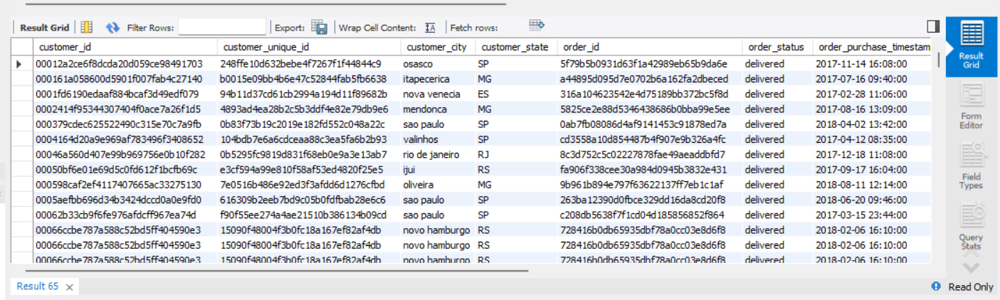 Result Grid Filter Rows: Export: Wrap Cell Content: Fetch rows:
customer_id customer_unique_id customer_city customer_state order_id order_status order_purchase_timestam
00012a2ce6f8dcda20d059ce98491703 248ffe10d632bebe4f7267f1f44844c9 osasco SP 5f79b5b0931d63f1a42989eb65b9da6e delivered 2017-11-14 16:08:00
000161a058600d5901f007fab4c27140 b0015e09bb4b6e47c52844fab5fb6638 itapecerica MG a44895d095d7e0702b6a162fa2dbeced delivered 2017-07-16 09:40:00
0001fd6190edaaf884bcaf3d49edf079 94b11d37cd61cb2994a194d11f89682b nova venecia ES 316a104623542e4d75189bb372bc5f8d delivered 2017-02-28 11:06:00
0002414f95344307404f0ace7a26f1d5 4893ad4ea28b2c5b3ddf4e82e79db9e6 mendonca MG 5825ce2e88d5346438686b0bba99e5ee delivered 2017-08-16 13:09:00
000379cdec625522490c315e70c7a9fb 0b83f73b19c2019e182fd552c048a22c sao paulo SP 0ab7fb08086d4af9141453c91878ed7a delivered 2018-04-02 13:42:00
0004164d20a9e969af783496f3408652 104bdb7e6a6cdceaa88c3ea5fa6b2b93 valinhos SP cd3558a10d854487b4f907e9b326a4fc delivered 2017-04-12 08:35:00
00046a560d407e99b969756e0b10f282 0b5295fc9819d831f68eb0e9a3e13ab7 rio de janeiro RJ 8c3d752c5c02227878fae49aeaddbfd7 delivered 2017-12-18 11:08:00
00050bf6e01e69d5c0fd612f1bcfb69c e3cf594a99e810f58af53ed4820f25e5 ijui RS fa906f338cee30a984d0945b3832e431 delivered 2017-09-17 16:04:00
000598caf2ef4117407665ac33275130 7e0516b486e92ed3f3afdd6d1276cfbd oliveira MG 9b961b894e797f63622137ff7eb1c1af delivered 2018-08-11 12:14:00
0005aefbb696d34b3424dccd0a0e9fd0 616309b2eeb7bd9c05b0fdfbab28e6c6 sao paulo SP 263ba12390d0fbce329dd16da8cd20f8 delivered 2018-06-20 09:46:00
00062b33cb9f6fe976afdcff967ea74d f90f55ee274a4ae21510b386134b09cd sao paulo SP c208db5638f7f1cd04d185856852f864 delivered 2017-03-15 23:44:00
00066ccbe787a588c52bd5ff404590e3 15090f48004f3b0fc18a167ef82af4db novo hamburgo RS 728416b0db65935dbf78a0cc03e8d6f8 delivered 2018-02-06 16:10:00
00066ccbe787a588c52bd5ff404590e3 15090f48004f3b0fc18a167ef82af4db novo hamburgo RS 728416b0db65935dbf78a0cc03e8d6f8 delivered 2018-02-06 16:10:00
00066ccbe787a588c52bd5ff404590e3 15090f48004f3b0fc18a167ef82af4db novo hamburgo RS 728416b0db65935dbf78a0cc03e8d6f8 delivered 2018-02-06 16:10:00
Result
Grid
Form
Editor
Field
Types
Query
Stats
Result 65
Read Only